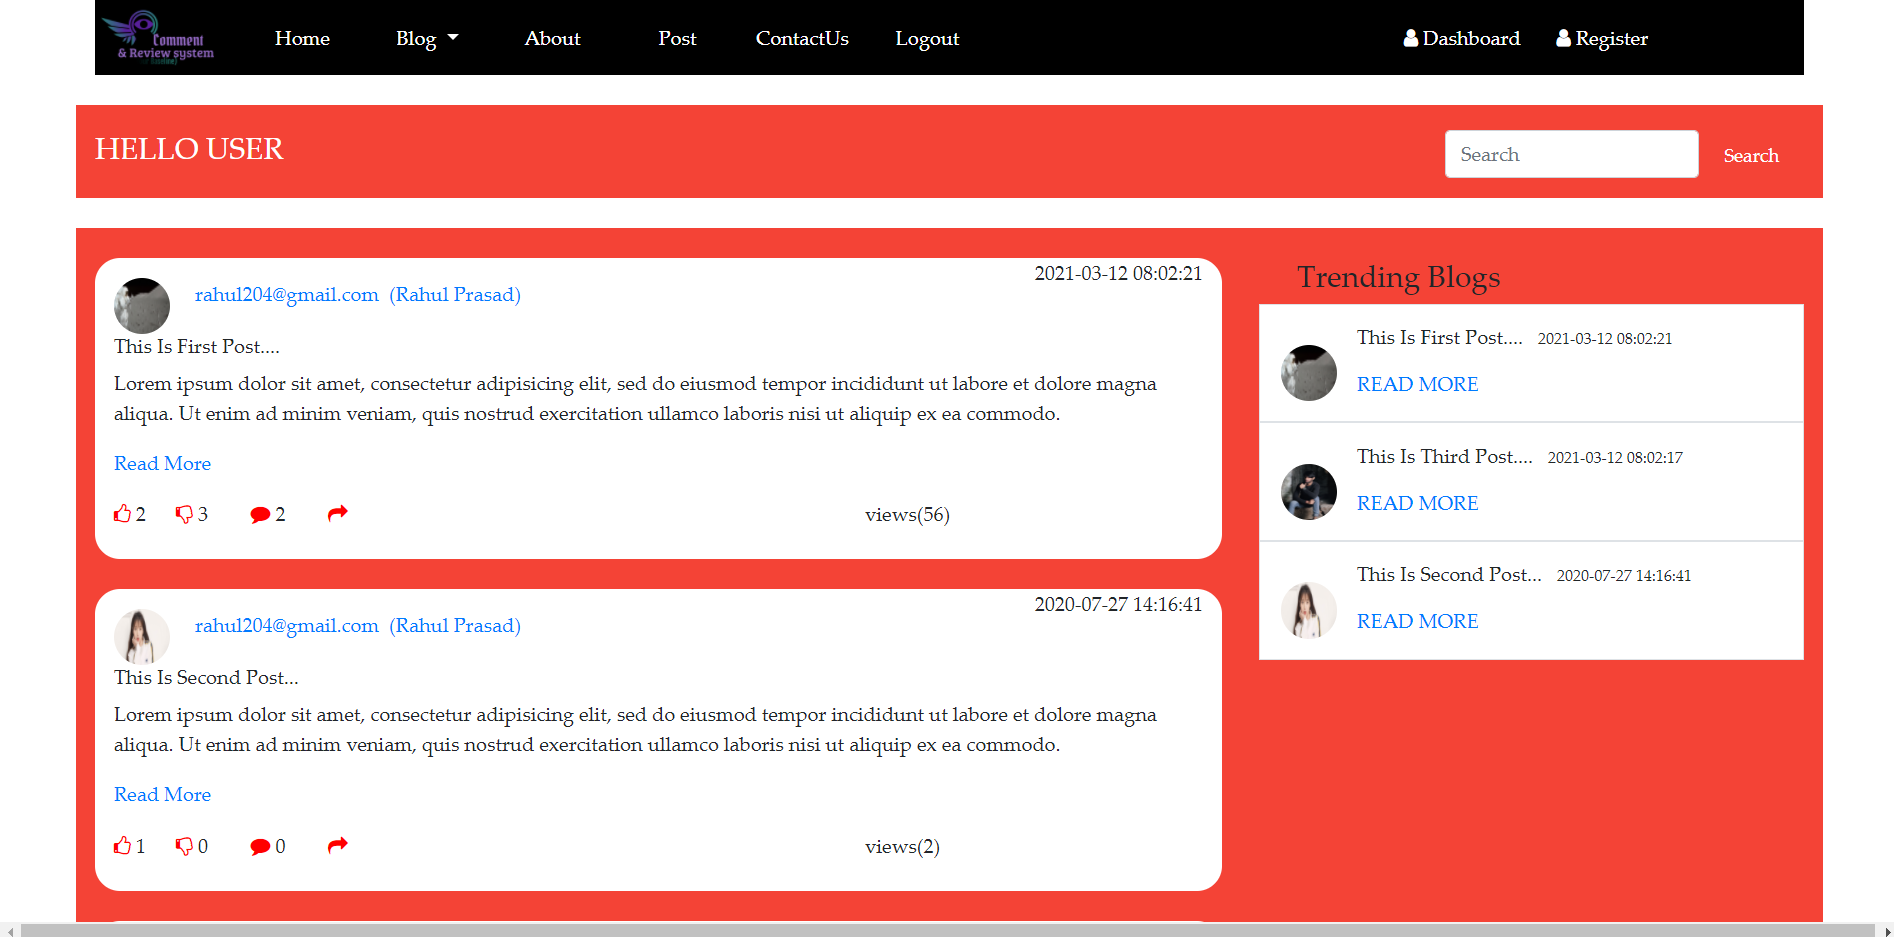 Comment
& Review system
Home Blog About Post ContactUs Logout Dashboard Register
HELLO USER
Search Search
2021-03-12 08:02:21
rahul204@gmail.com (Rahul Prasad)
This Is First Post....
Lorem ipsum dolor sit amet, consectetur adipisicing elit, sed do eiusmod tempor incididunt ut labore et dolore magna
aliqua. Ut enim ad minim veniam, quis nostrud exercitation ullamco laboris nisi ut aliquip ex ea commodo.
Read More
2 3 2 views(56)
2020-07-27 14:16:41
rahul204@gmail.com (Rahul Prasad)
This Is Second Post...
Lorem ipsum dolor sit amet, consectetur adipisicing elit, sed do eiusmod tempor incididunt ut labore et dolore magna
aliqua. Ut enim ad minim veniam, quis nostrud exercitation ullamco laboris nisi ut aliquip ex ea commodo.
Read More
1 0 0 views(2)
Trending Blogs
This Is First Post.... 2021-03-12 08:02:21
READ MORE
This Is Third Post.... 2021-03-12 08:02:17
READ MORE
This Is Second Post... 2020-07-27 14:16:41
READ MORE